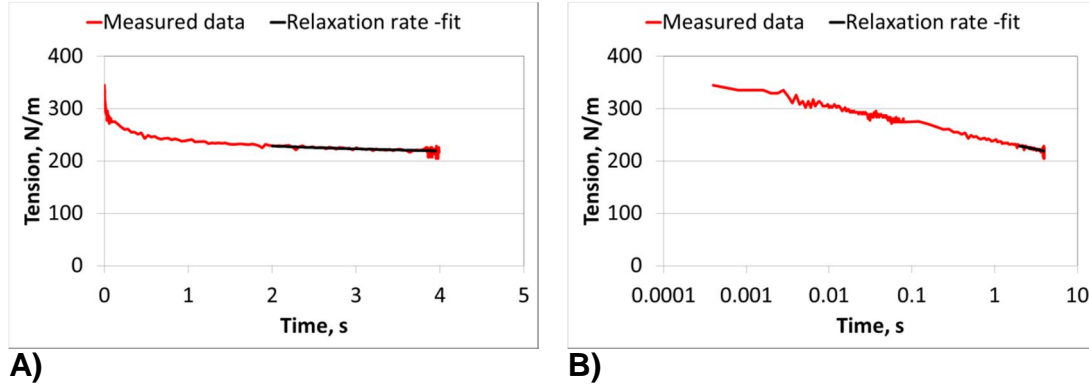 Measured data Relaxation rate -fit
400
300
200
100
0
Tension, N/m
0 1 2 3 4 5
Time, s
A)
Measured data Relaxation rate -fit
400
300
200
100
0
Tension, N/m
0.0001 0.001 0.01 0.1 1 10
Time, s
B)